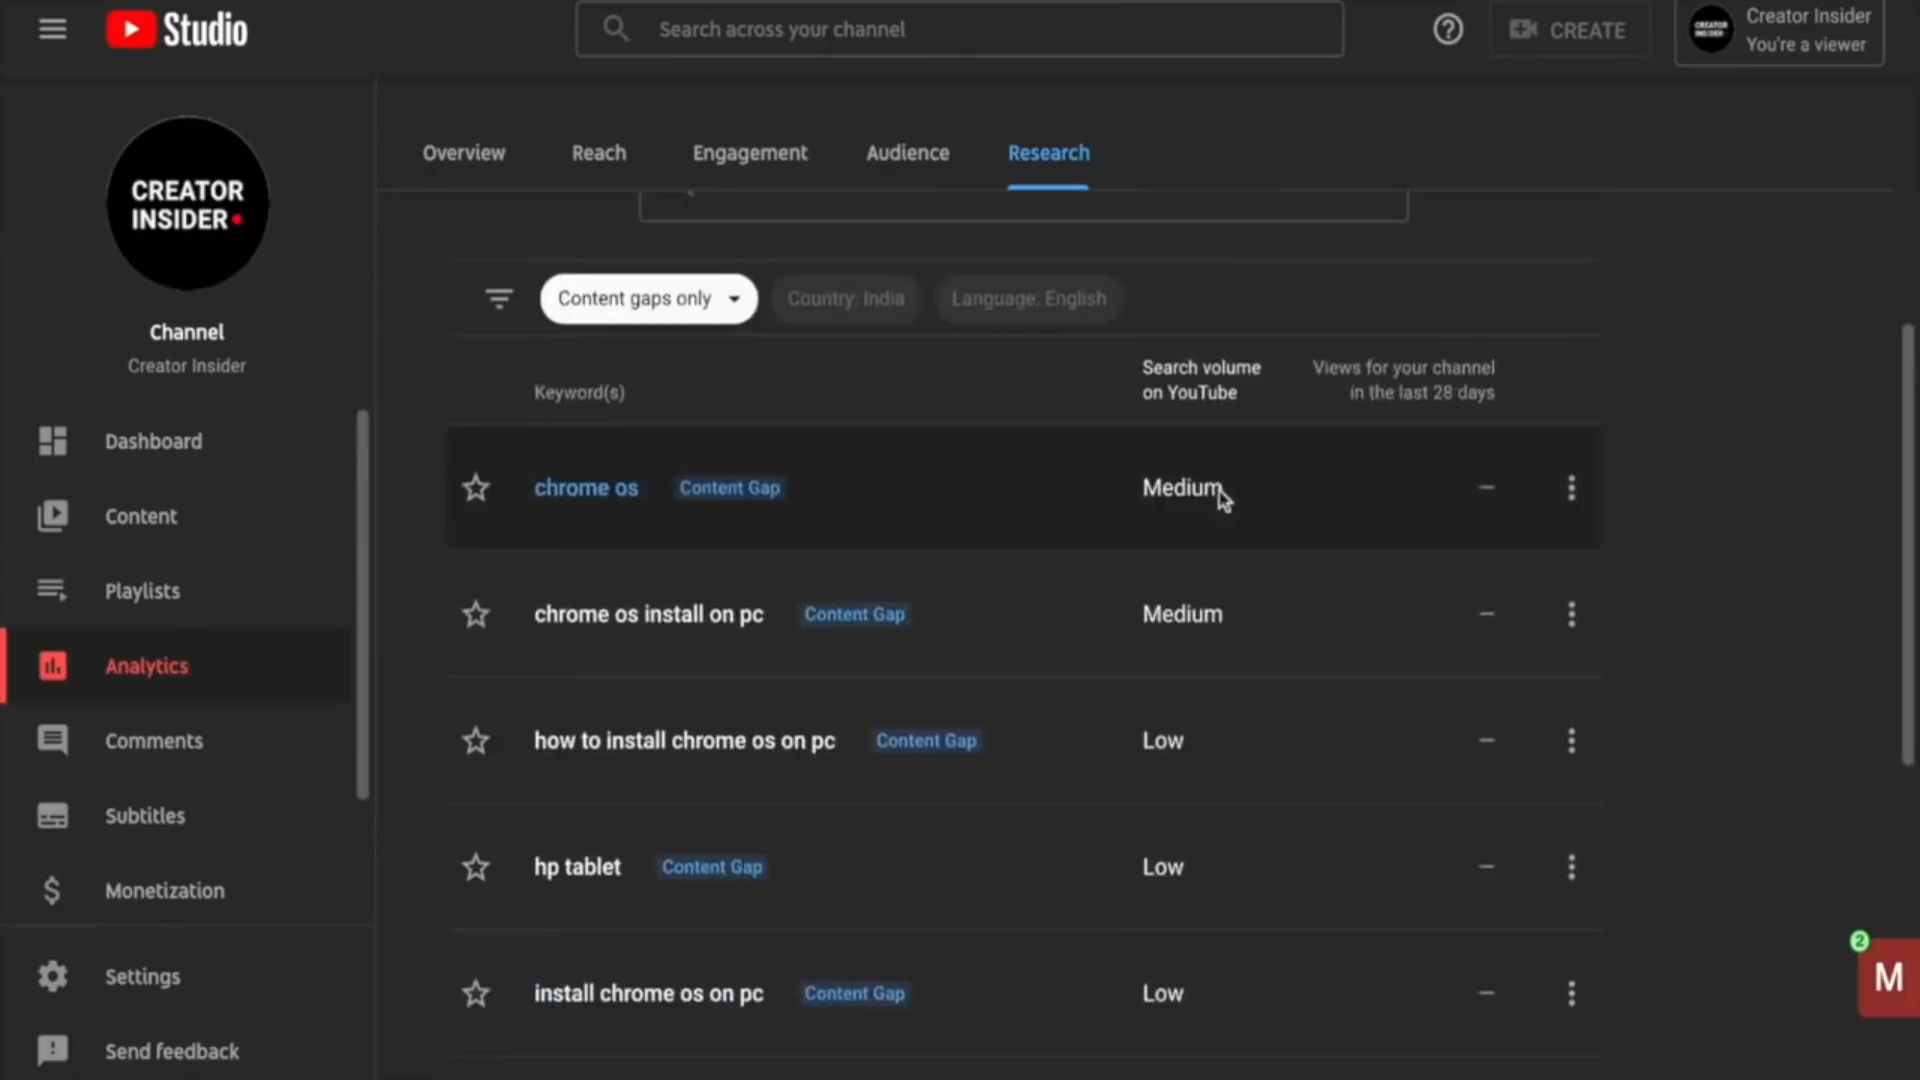 Studio
Search across your channel
CREATE
CREATOR INSIDER
Creator Insider
You're a viewer
CREATOR
INSIDER
Channel
Creator Insider
Dashboard
Content
Playlists
Analytics
Comments
Subtitles
Monetization
Settings
Send feedback
Overview Reach Engagement Audience Research
Content gaps only Country: India Language: English
Keyword(s)
Search volume
on YouTube
Views for your channel
in the last 28 days
chrome os Content Gap Medium –
chrome os install on pc Content Gap Medium –
how to install chrome os on pc Content Gap Low –
hp tablet Content Gap Low –
install chrome os on pc Content Gap Low –
2
M